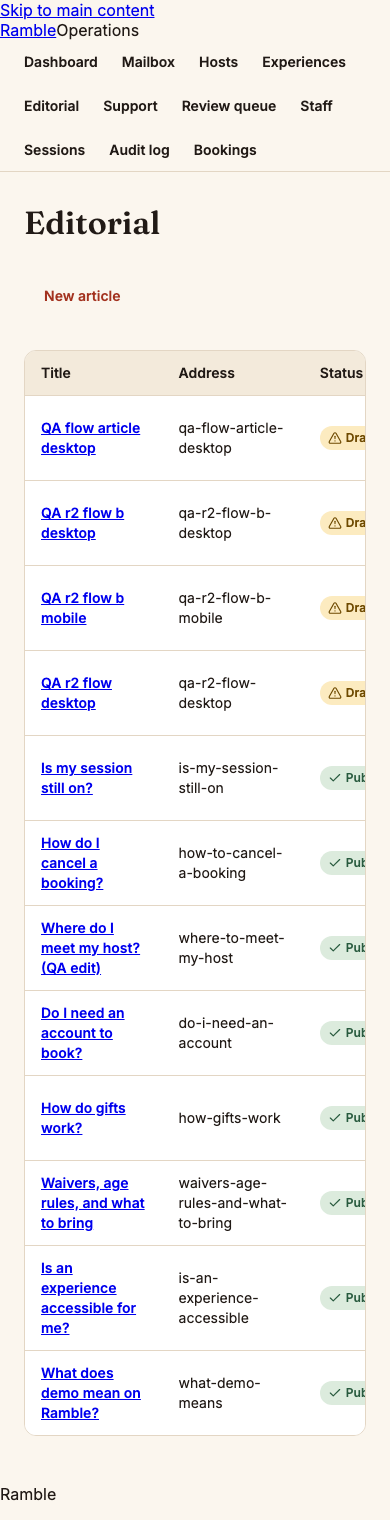 Skip to main content
RambleOperations
Dashboard Mailbox Hosts Experiences
Editorial Support Review queue Staff
Sessions Audit log Bookings
Editorial
New article
Title Address Status
QA flow article desktop qa-flow-article-desktop Dra
QA r2 flow b desktop qa-r2-flow-b-desktop Dra
QA r2 flow b mobile qa-r2-flow-b-mobile Dra
QA r2 flow desktop qa-r2-flow-desktop Dra
Is my session still on? is-my-session-still-on Pub
How do I cancel a booking? how-to-cancel-a-booking Pub
Where do I meet my host? (QA edit) where-to-meet-my-host Pub
Do I need an account to book? do-i-need-an-account Pub
How do gifts work? how-gifts-work Pub
Waivers, age rules, and what to bring waivers-age-rules-and-what-to-bring Pub
Is an experience accessible for me? is-an-experience-accessible Pub
What does demo mean on Ramble? what-demo-means Pub
Ramble